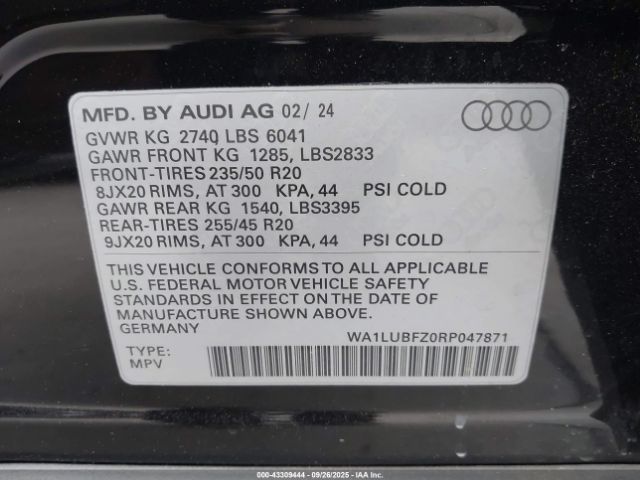 MFD. BY AUDI AG 02/ 24
GVWR KG 2740 LBS 6041
GAWR FRONT KG 1285, LBS2833
FRONT-TIRES 235/50 R20
8JX20 RIMS, AT 300 KPA, 44 PSI COLD
GAWR REAR KG 1540, LBS3395
REAR-TIRES 255/45 R20
9JX20 RIMS, AT 300 KPA, 44 PSI COLD
THIS VEHICLE CONFORMS TO ALL APPLICABLE
U.S. FEDERAL MOTOR VEHICLE SAFETY
STANDARDS IN EFFECT ON THE DATE OF
MANUFACTURE SHOWN ABOVE.
GERMANY
WA1LUBFZ0RP047871
TYPE:
MPV
000-43309444 - 09/26/2025 - IAAI.COM